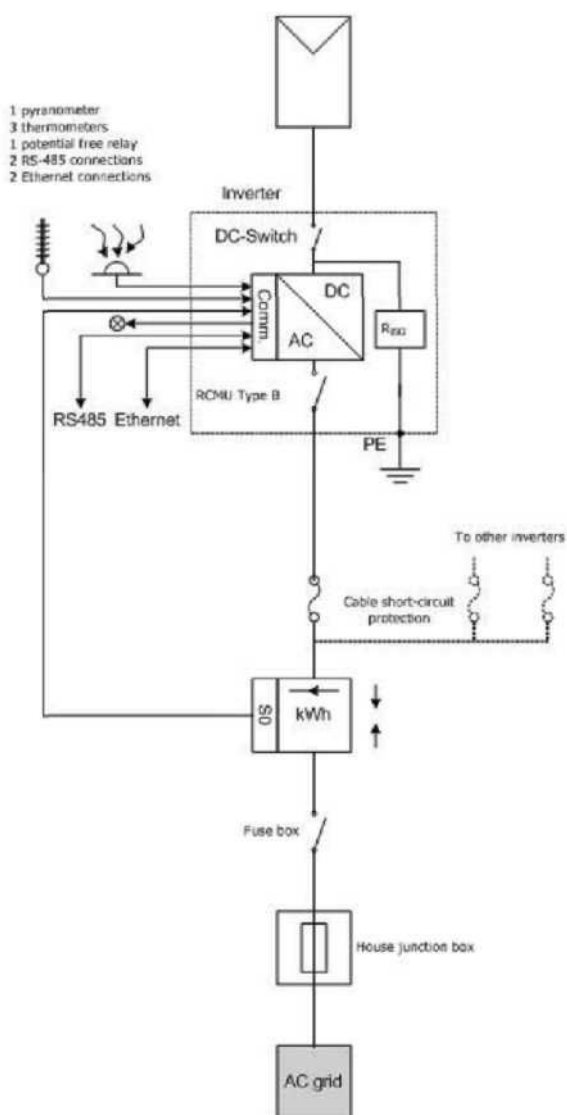 1 pyranometer
3 thermometers
1 potential free relay
2 RS-485 connections
2 Ethernet connections
Inverter
DC-Switch
DC
Comm.
AC
RISO
RCMU Type B
RS485 Ethernet
PE
To other inverters
Cable short-circuit
protection
S0
kWh
Fuse box
House junction box
AC grid